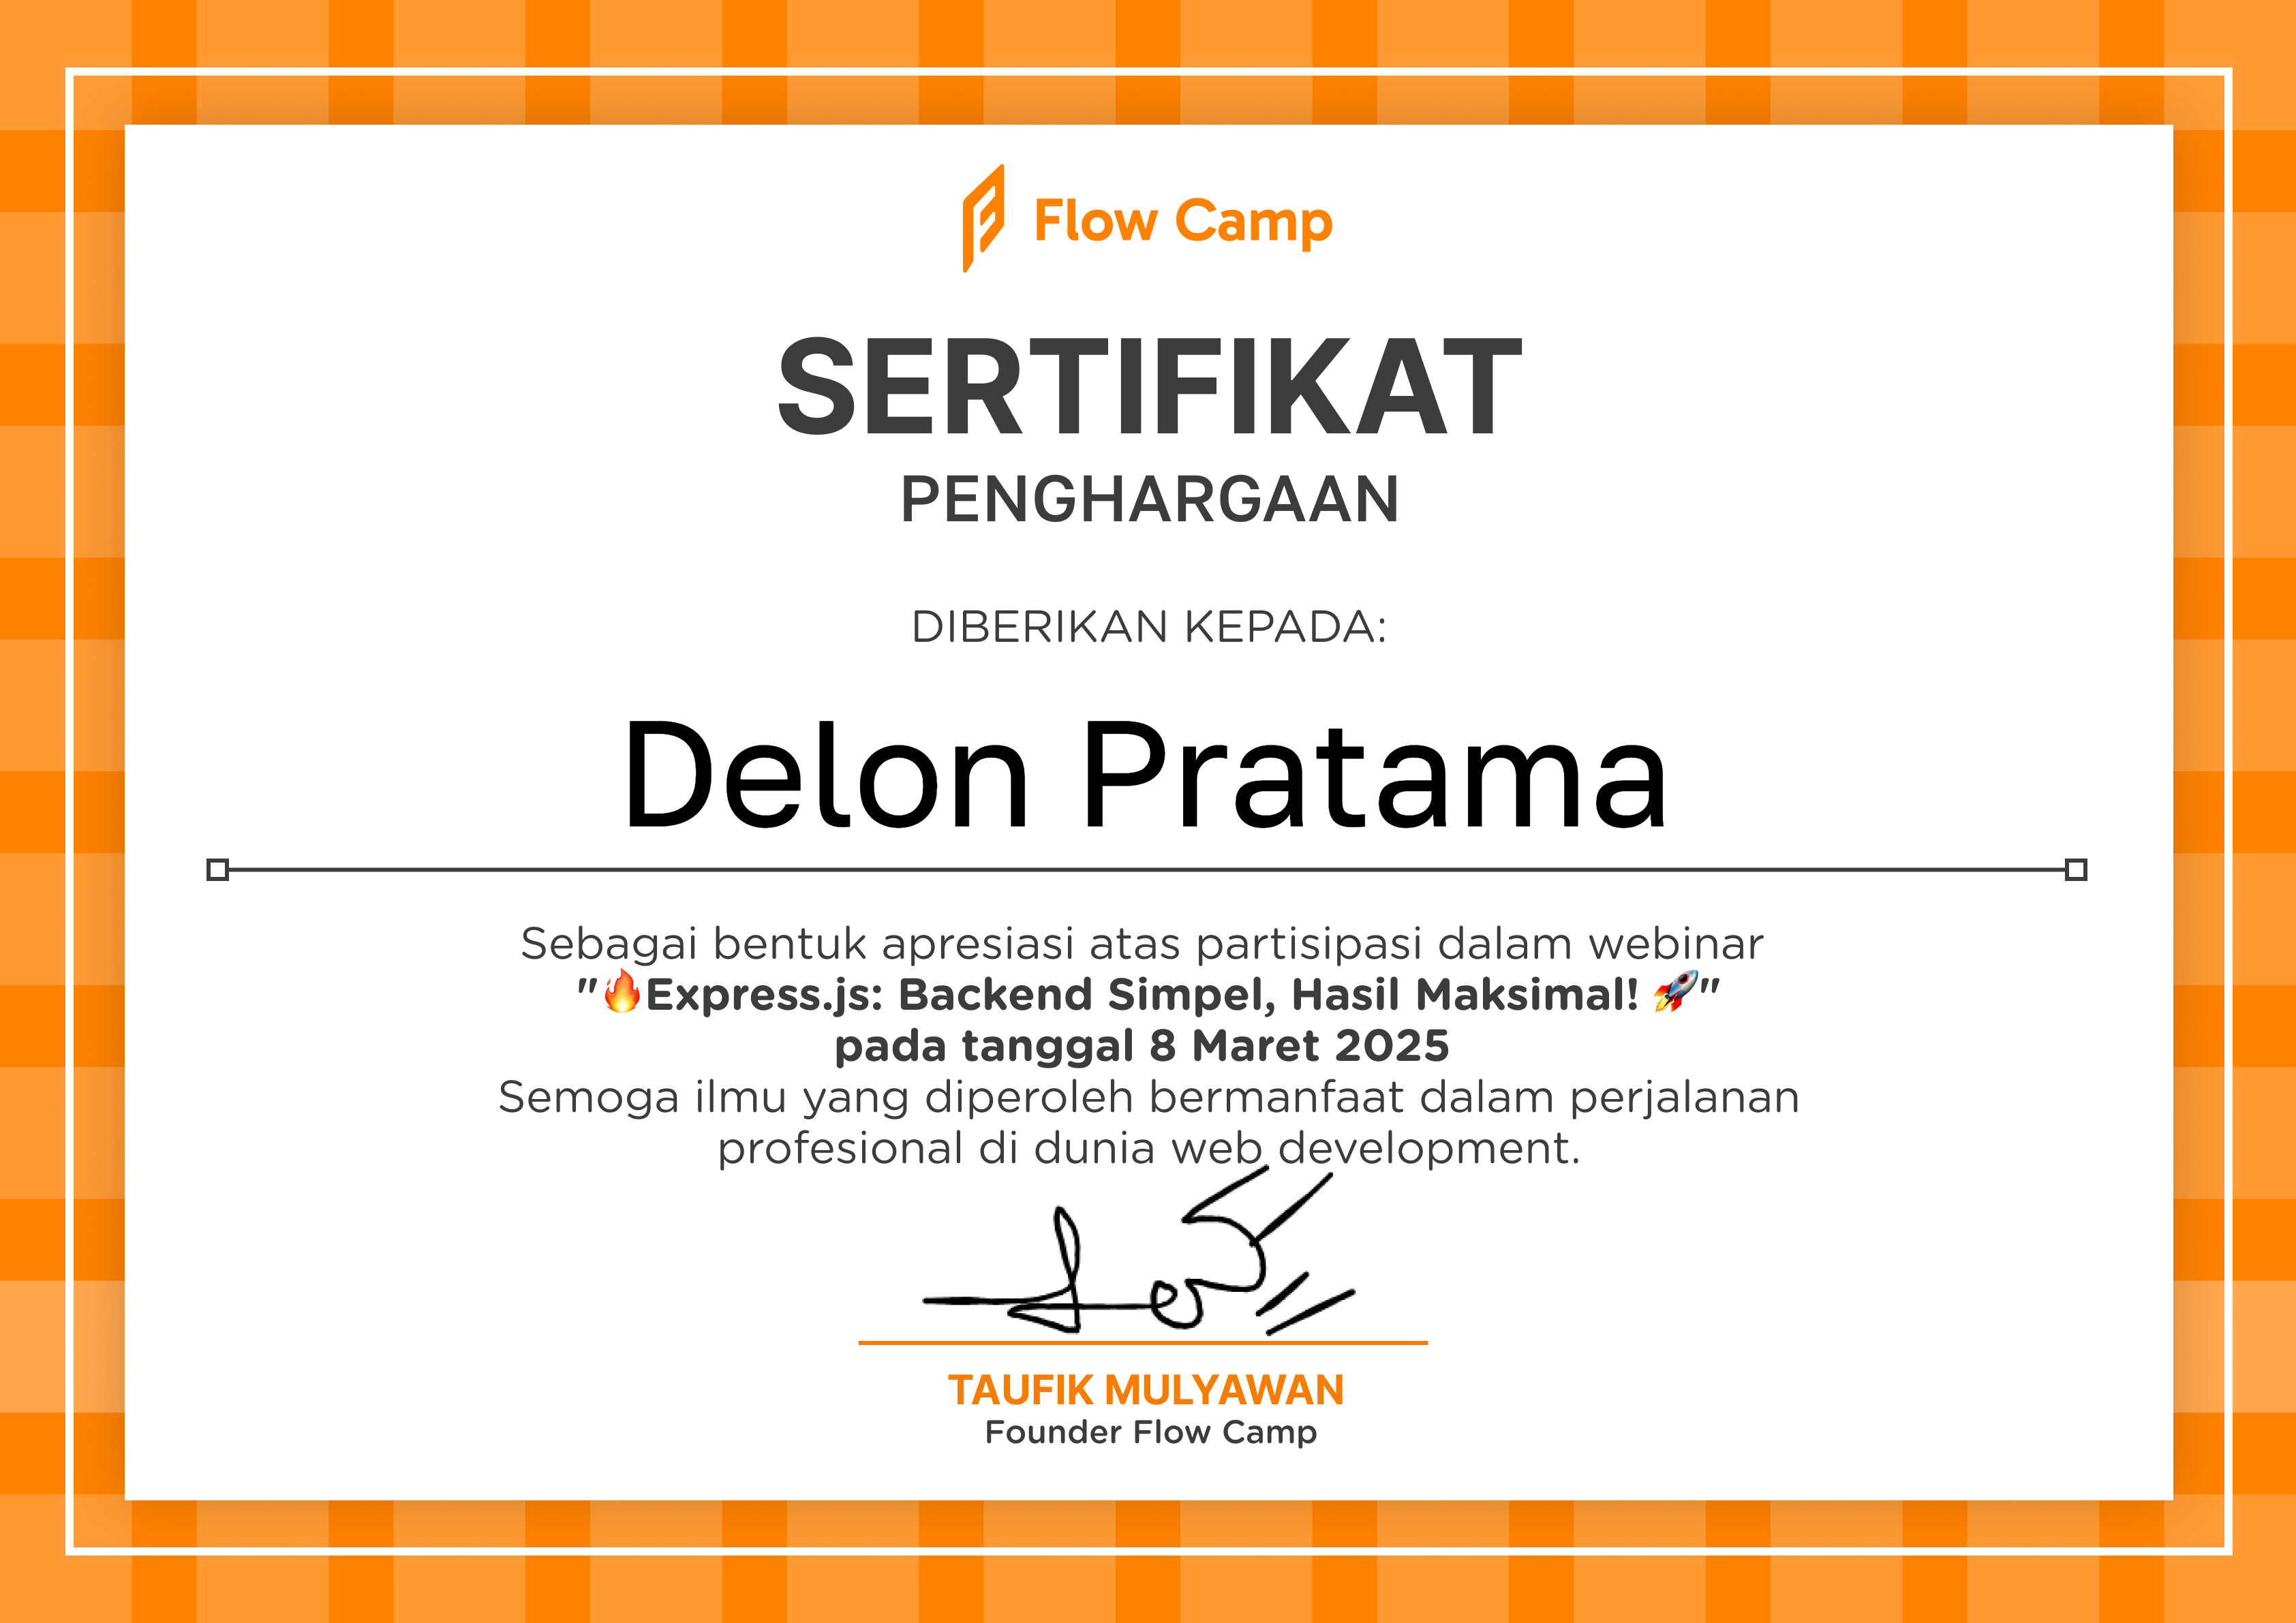 Flow Camp
SERTIFIKAT
PENGHARGAAN
DIBERIKAN KEPADA:
Delon Pratama
Sebagai bentuk apresiasi atas partisipasi dalam webinar
"🔥Express.js: Backend Simpel, Hasil Maksimal! 🚀"
pada tanggal 8 Maret 2025
Semoga ilmu yang diperoleh bermanfaat dalam perjalanan
profesional di dunia web development.
TAUFIK MULYAWAN
Founder Flow Camp